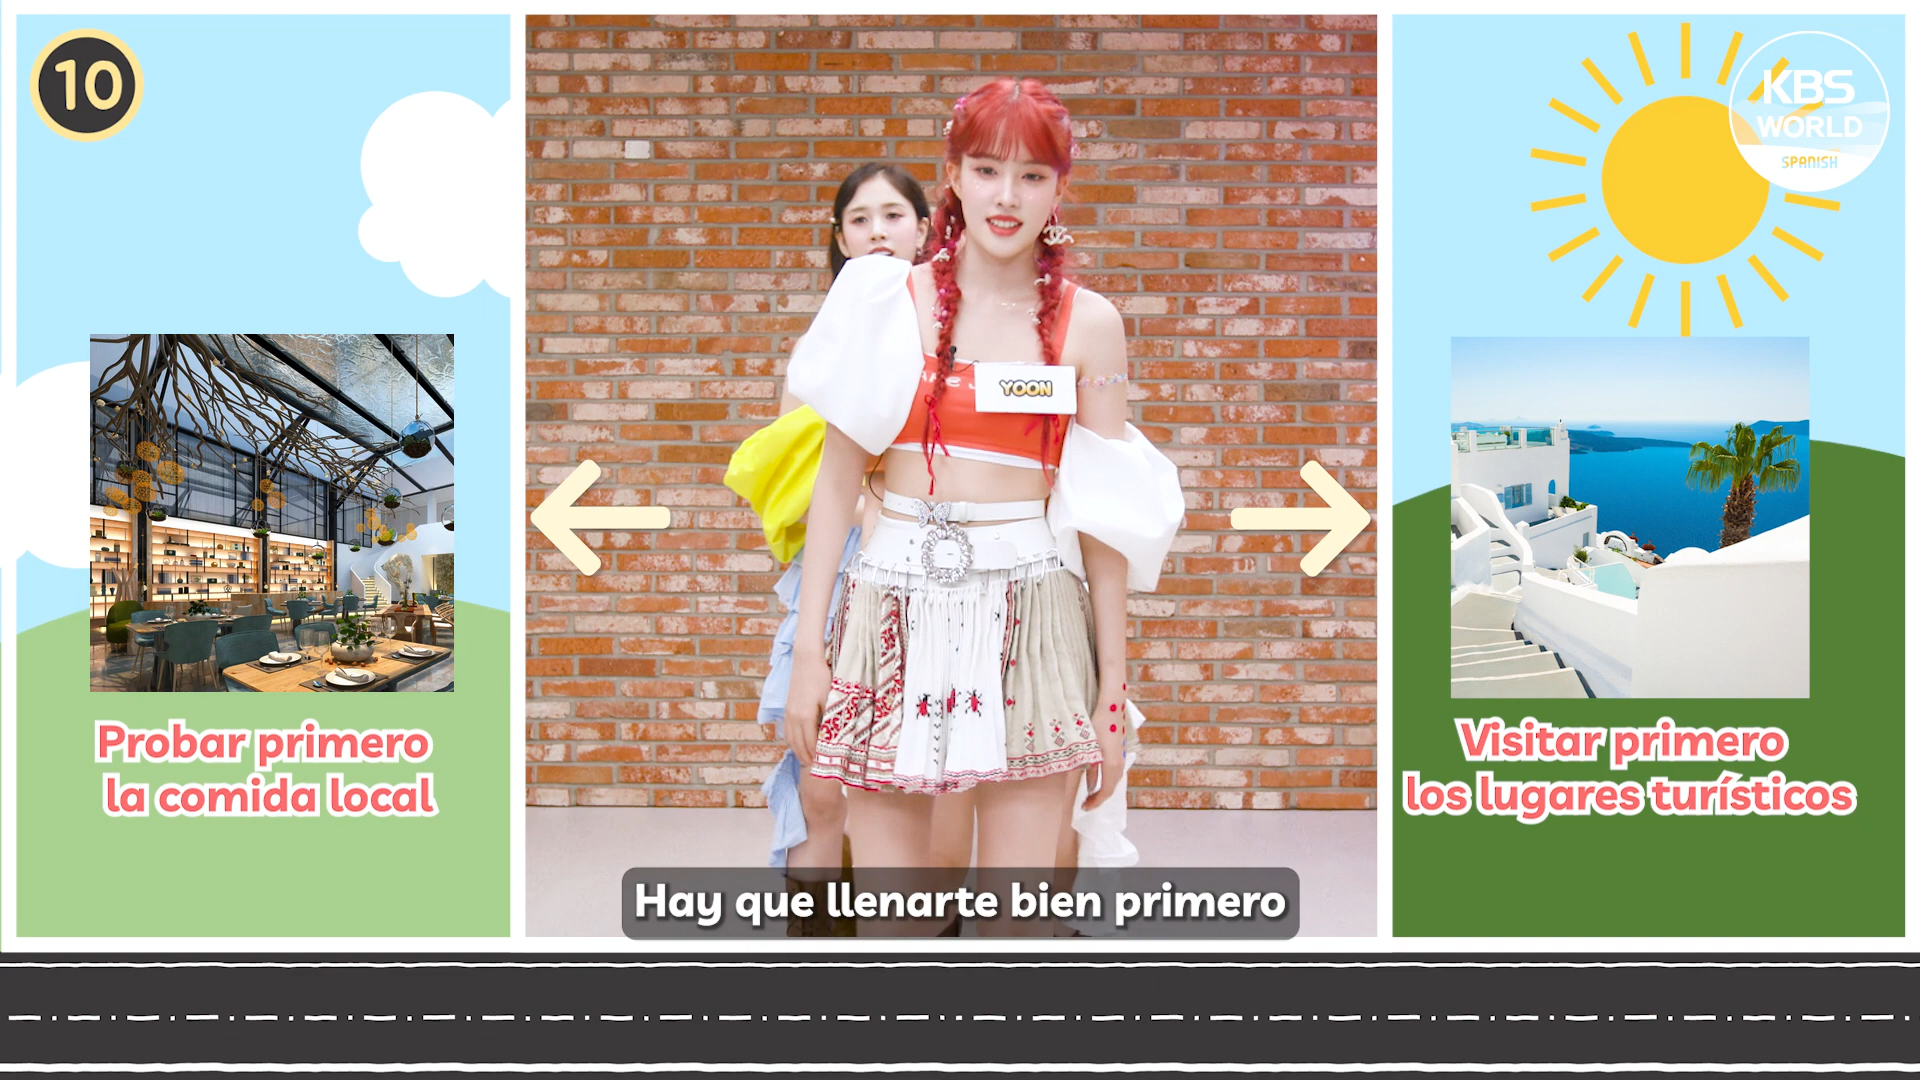 10
KBS
WORLD
SPANISH
YOON
Probar primero
la comida local
Visitar primero
los lugares turísticos
Hay que llenarte bien primero